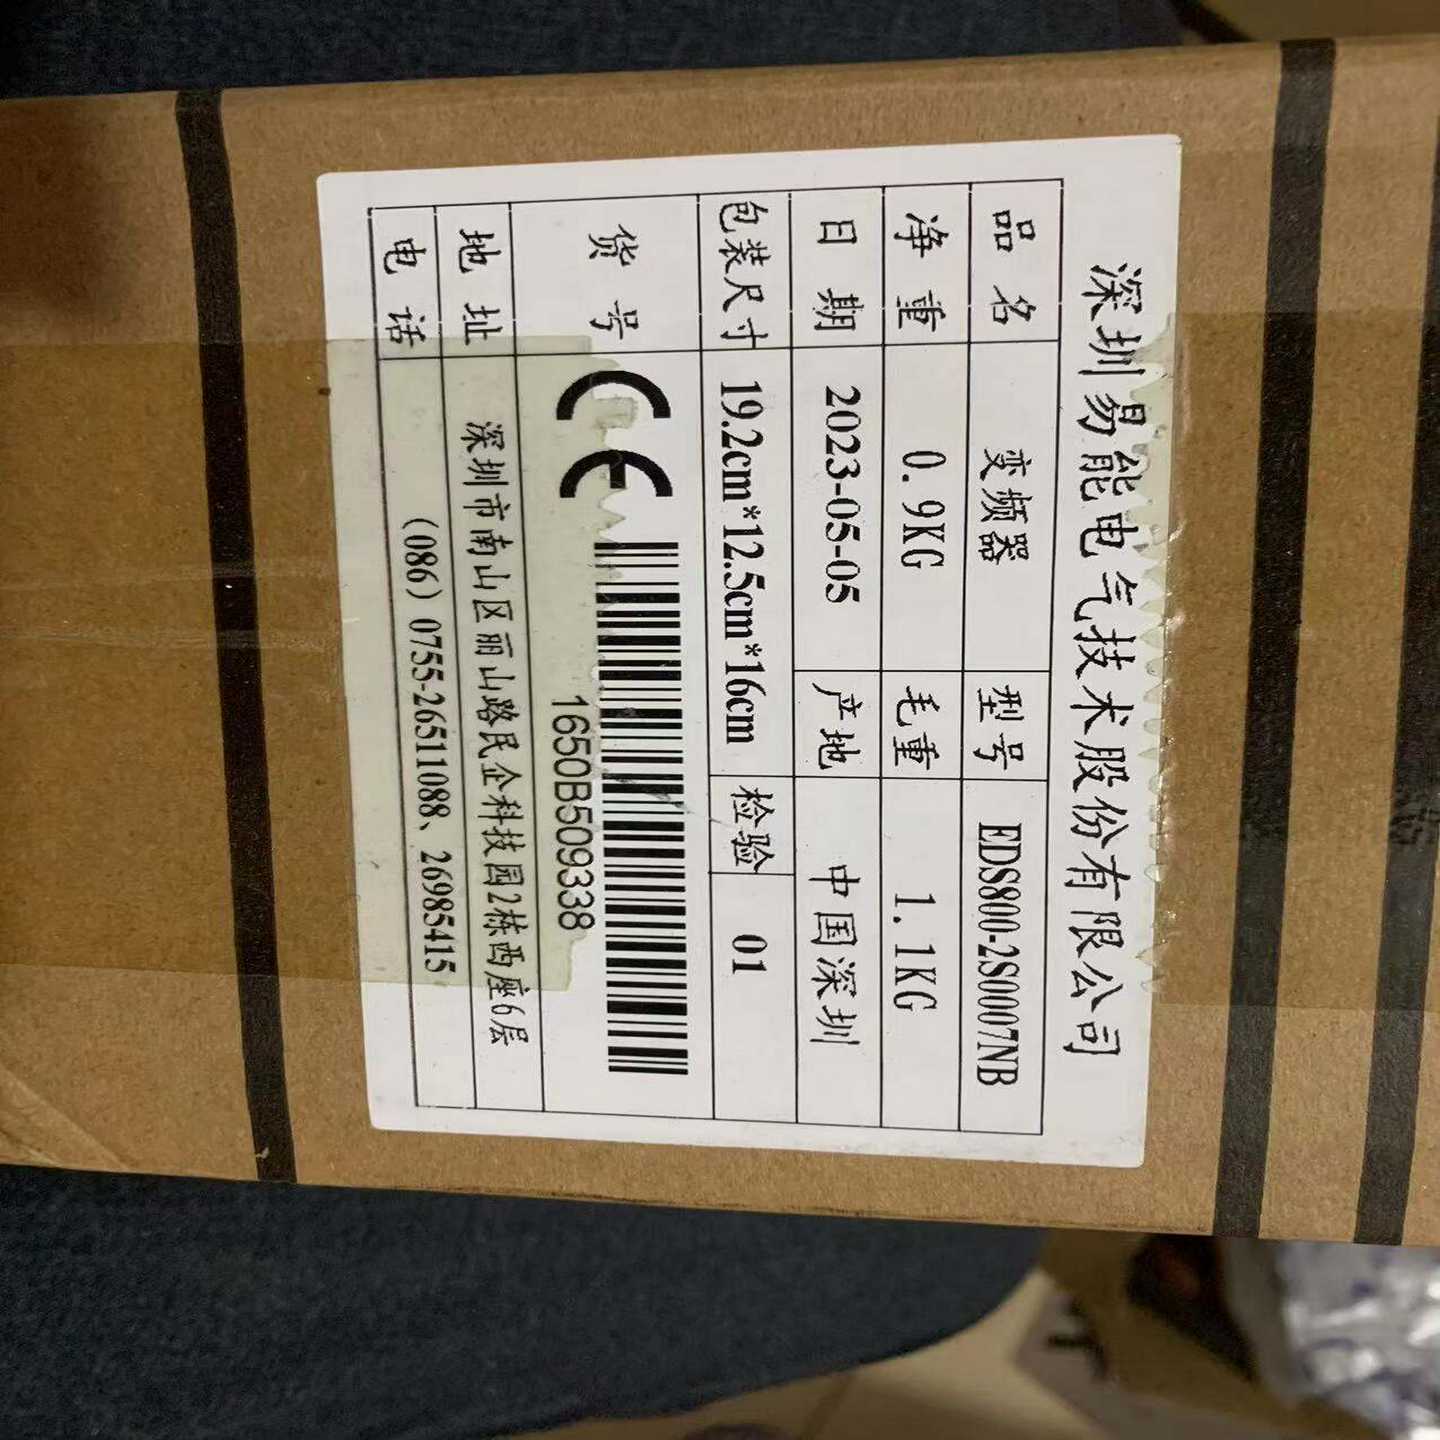 深圳易能电气技术股份有限公司
品名 变频器 型号 EDS800-2S0007NB
净重 0.9KG 毛重 1.1KG
日期 2023-05-05 产地 中国深圳
包装尺寸 19.2cm*12.5cm*16cm 检验 01
货号 CE 1650B509338
地址 深圳市南山区丽山路民企科技园2栋西座6层
电话 (086) 0755-26511088、26985415